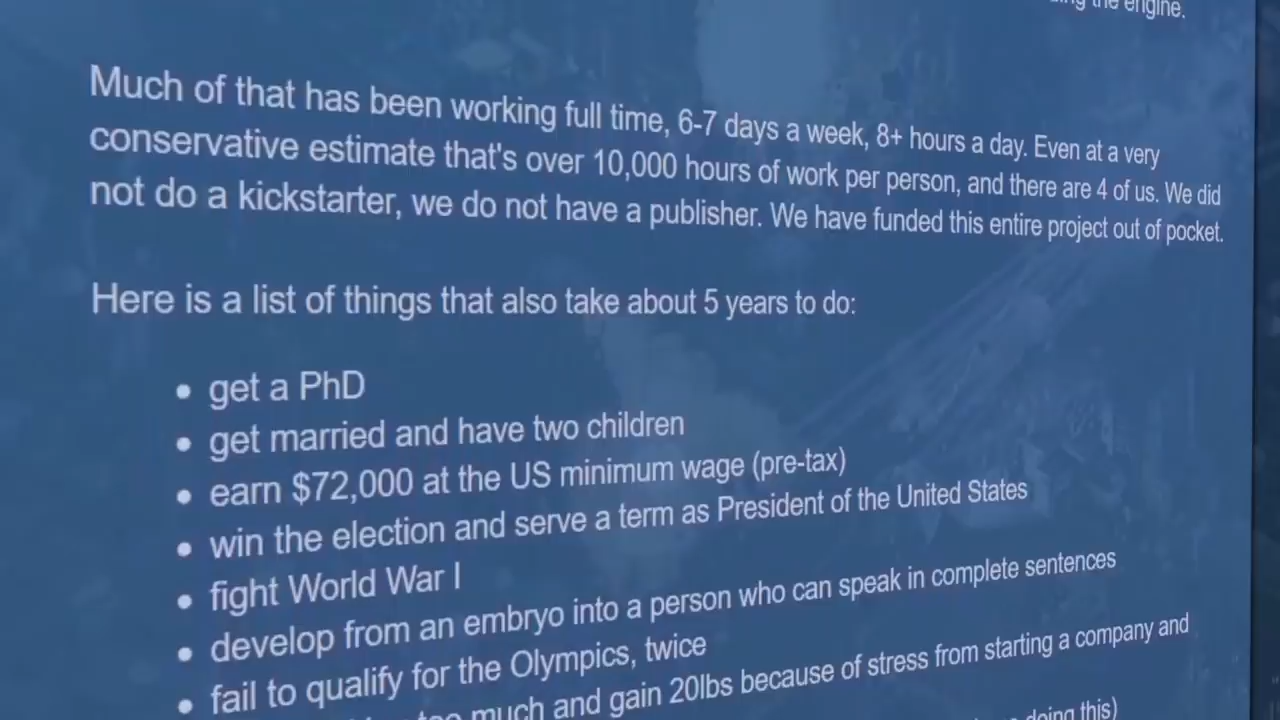 the engine.
Much of that has been working full time, 6-7 days a week, 8+ hours a day. Even at a very
conservative estimate that's over 10,000 hours of work per person, and there are 4 of us. We did
not do a kickstarter, we do not have a publisher. We have funded this entire project out of pocket.
Here is a list of things that also take about 5 years to do:
• get a PhD
• get married and have two children
• earn $72,000 at the US minimum wage (pre-tax)
• win the election and serve a term as President of the United States
• fight World War I
• develop from an embryo into a person who can speak in complete sentences
• fail to qualify for the Olympics, twice
much and gain 20lbs because of stress from starting a company and
doing this)